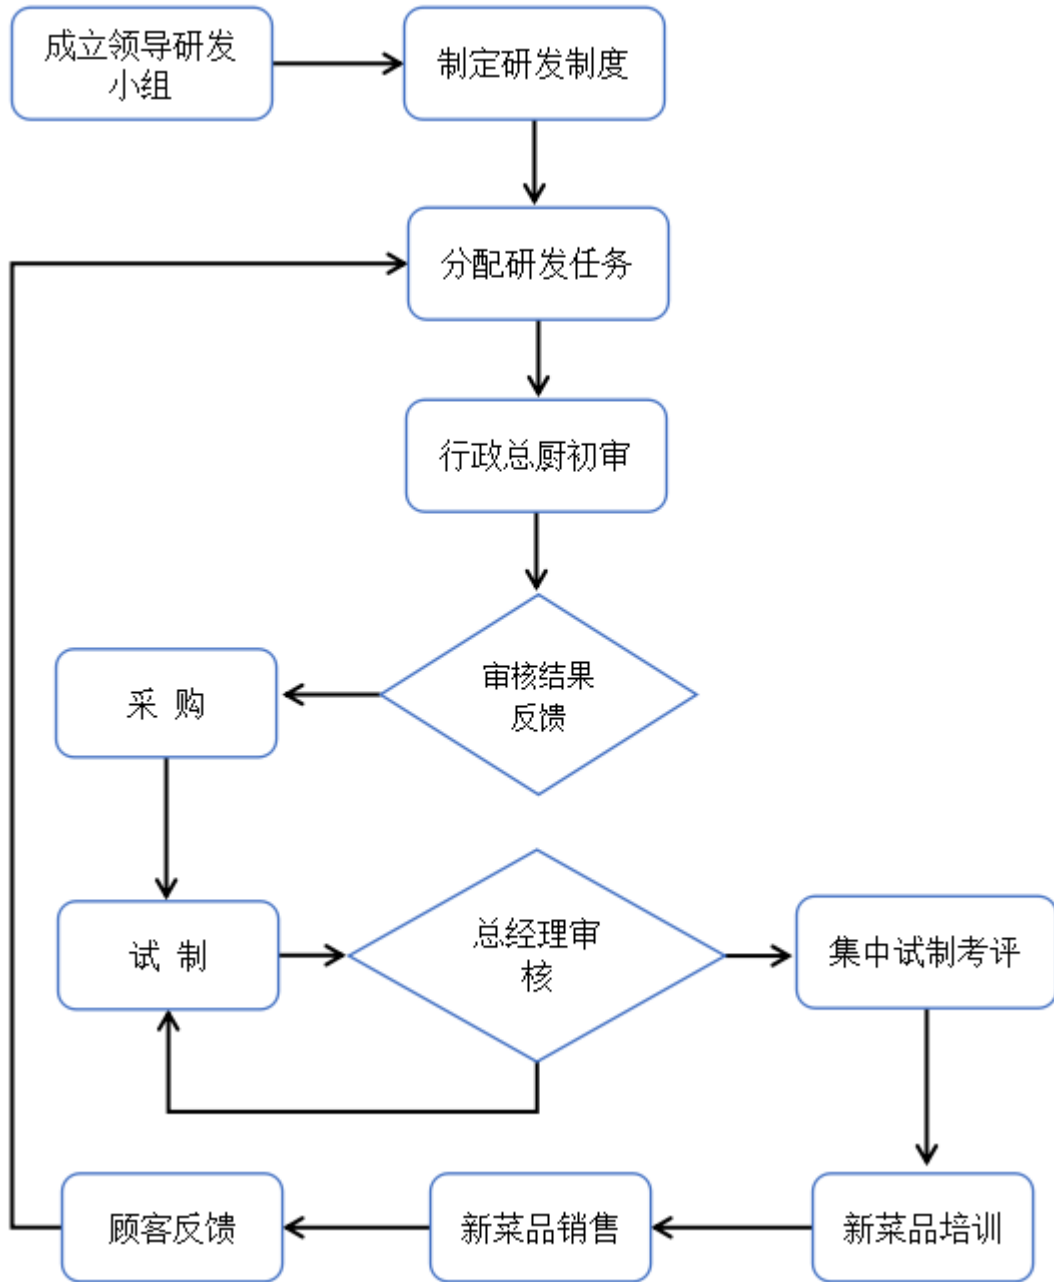 成立领导研发
小组
制定研发制度
分配研发任务
行政总厨初审
审核结果
反馈
采 购
试 制
总经理审
核
集中试制考评
新菜品培训
新菜品销售
顾客反馈